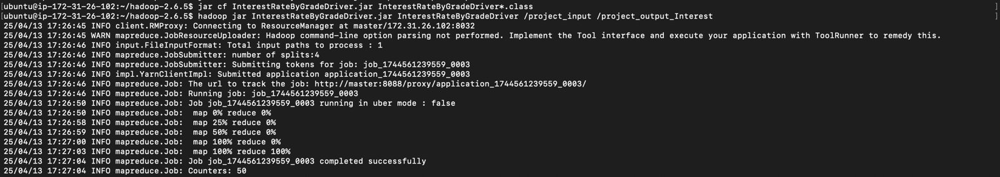 [ubuntu@ip-172-31-26-102:~/hadoop-2.6.5$ jar cf InterestRateByGradeDriver.jar InterestRateByGradeDriver*.class ]
[ubuntu@ip-172-31-26-102:~/hadoop-2.6.5$ hadoop jar InterestRateByGradeDriver.jar InterestRateByGradeDriver /project_input /project_output_Interest ]
25/04/13 17:26:45 INFO client.RMProxy: Connecting to ResourceManager at master/172.31.26.102:8032
25/04/13 17:26:45 WARN mapreduce.JobResourceUploader: Hadoop command-line option parsing not performed. Implement the Tool interface and execute your application with ToolRunner to remedy this.
25/04/13 17:26:46 INFO input.FileInputFormat: Total input paths to process : 1
25/04/13 17:26:46 INFO mapreduce.JobSubmitter: number of splits:4
25/04/13 17:26:46 INFO mapreduce.JobSubmitter: Submitting tokens for job: job_1744561239559_0003
25/04/13 17:26:46 INFO impl.YarnClientImpl: Submitted application application_1744561239559_0003
25/04/13 17:26:46 INFO mapreduce.Job: The url to track the job: http://master:8088/proxy/application_1744561239559_0003/
25/04/13 17:26:46 INFO mapreduce.Job: Running job: job_1744561239559_0003
25/04/13 17:26:50 INFO mapreduce.Job: Job job_1744561239559_0003 running in uber mode : false
25/04/13 17:26:50 INFO mapreduce.Job:  map 0% reduce 0%
25/04/13 17:26:58 INFO mapreduce.Job:  map 25% reduce 0%
25/04/13 17:26:59 INFO mapreduce.Job:  map 50% reduce 0%
25/04/13 17:27:00 INFO mapreduce.Job:  map 100% reduce 0%
25/04/13 17:27:03 INFO mapreduce.Job:  map 100% reduce 100%
25/04/13 17:27:04 INFO mapreduce.Job: Job job_1744561239559_0003 completed successfully
25/04/13 17:27:04 INFO mapreduce.Job: Counters: 50